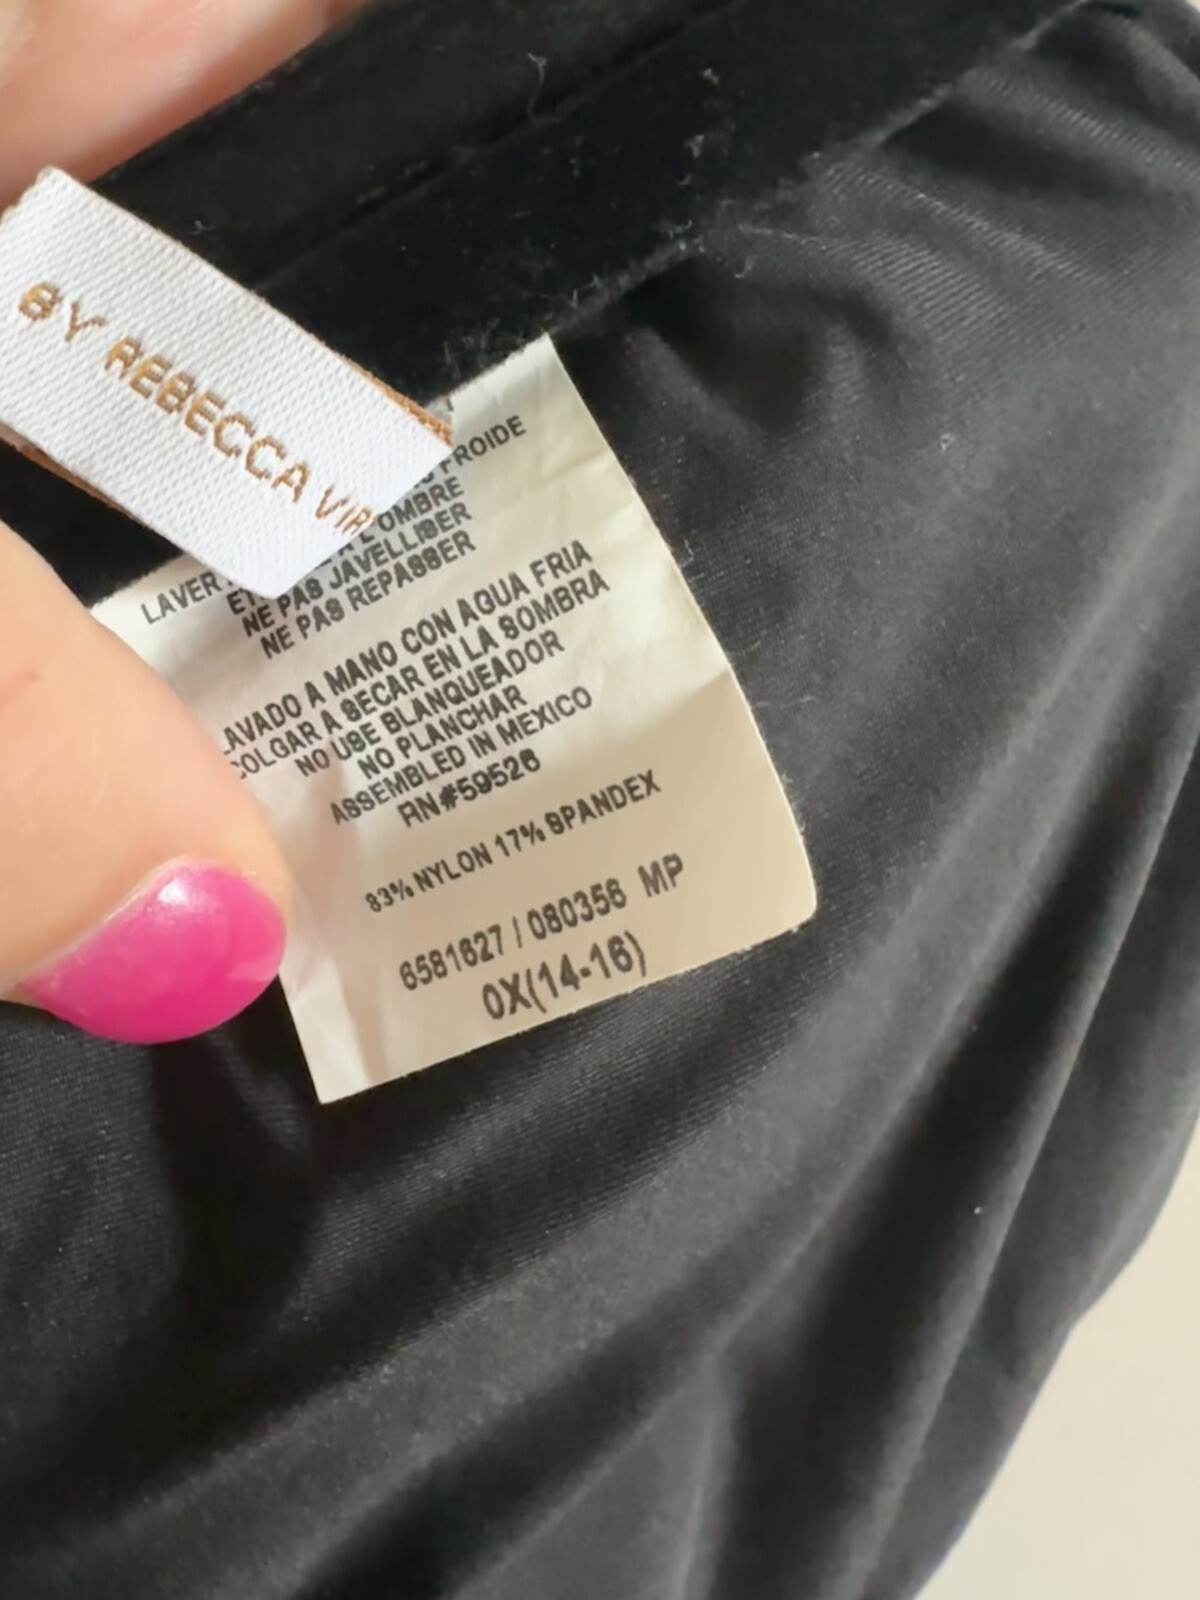 BY REBECCA VIR
FROIDE
LAVER
L'OMBRE
NE PAS JAVELLISER
NE PAS REPASSER
LAVADO A MANO CON AGUA FRIA
COLGAR A SECAR EN LA SOMBRA
NO USE BLANQUEADOR
NO PLANCHAR
ASSEMBLED IN MEXICO
RN#59526
83% NYLON 17% SPANDEX
6581627 / 080356 MP
0X(14-16)